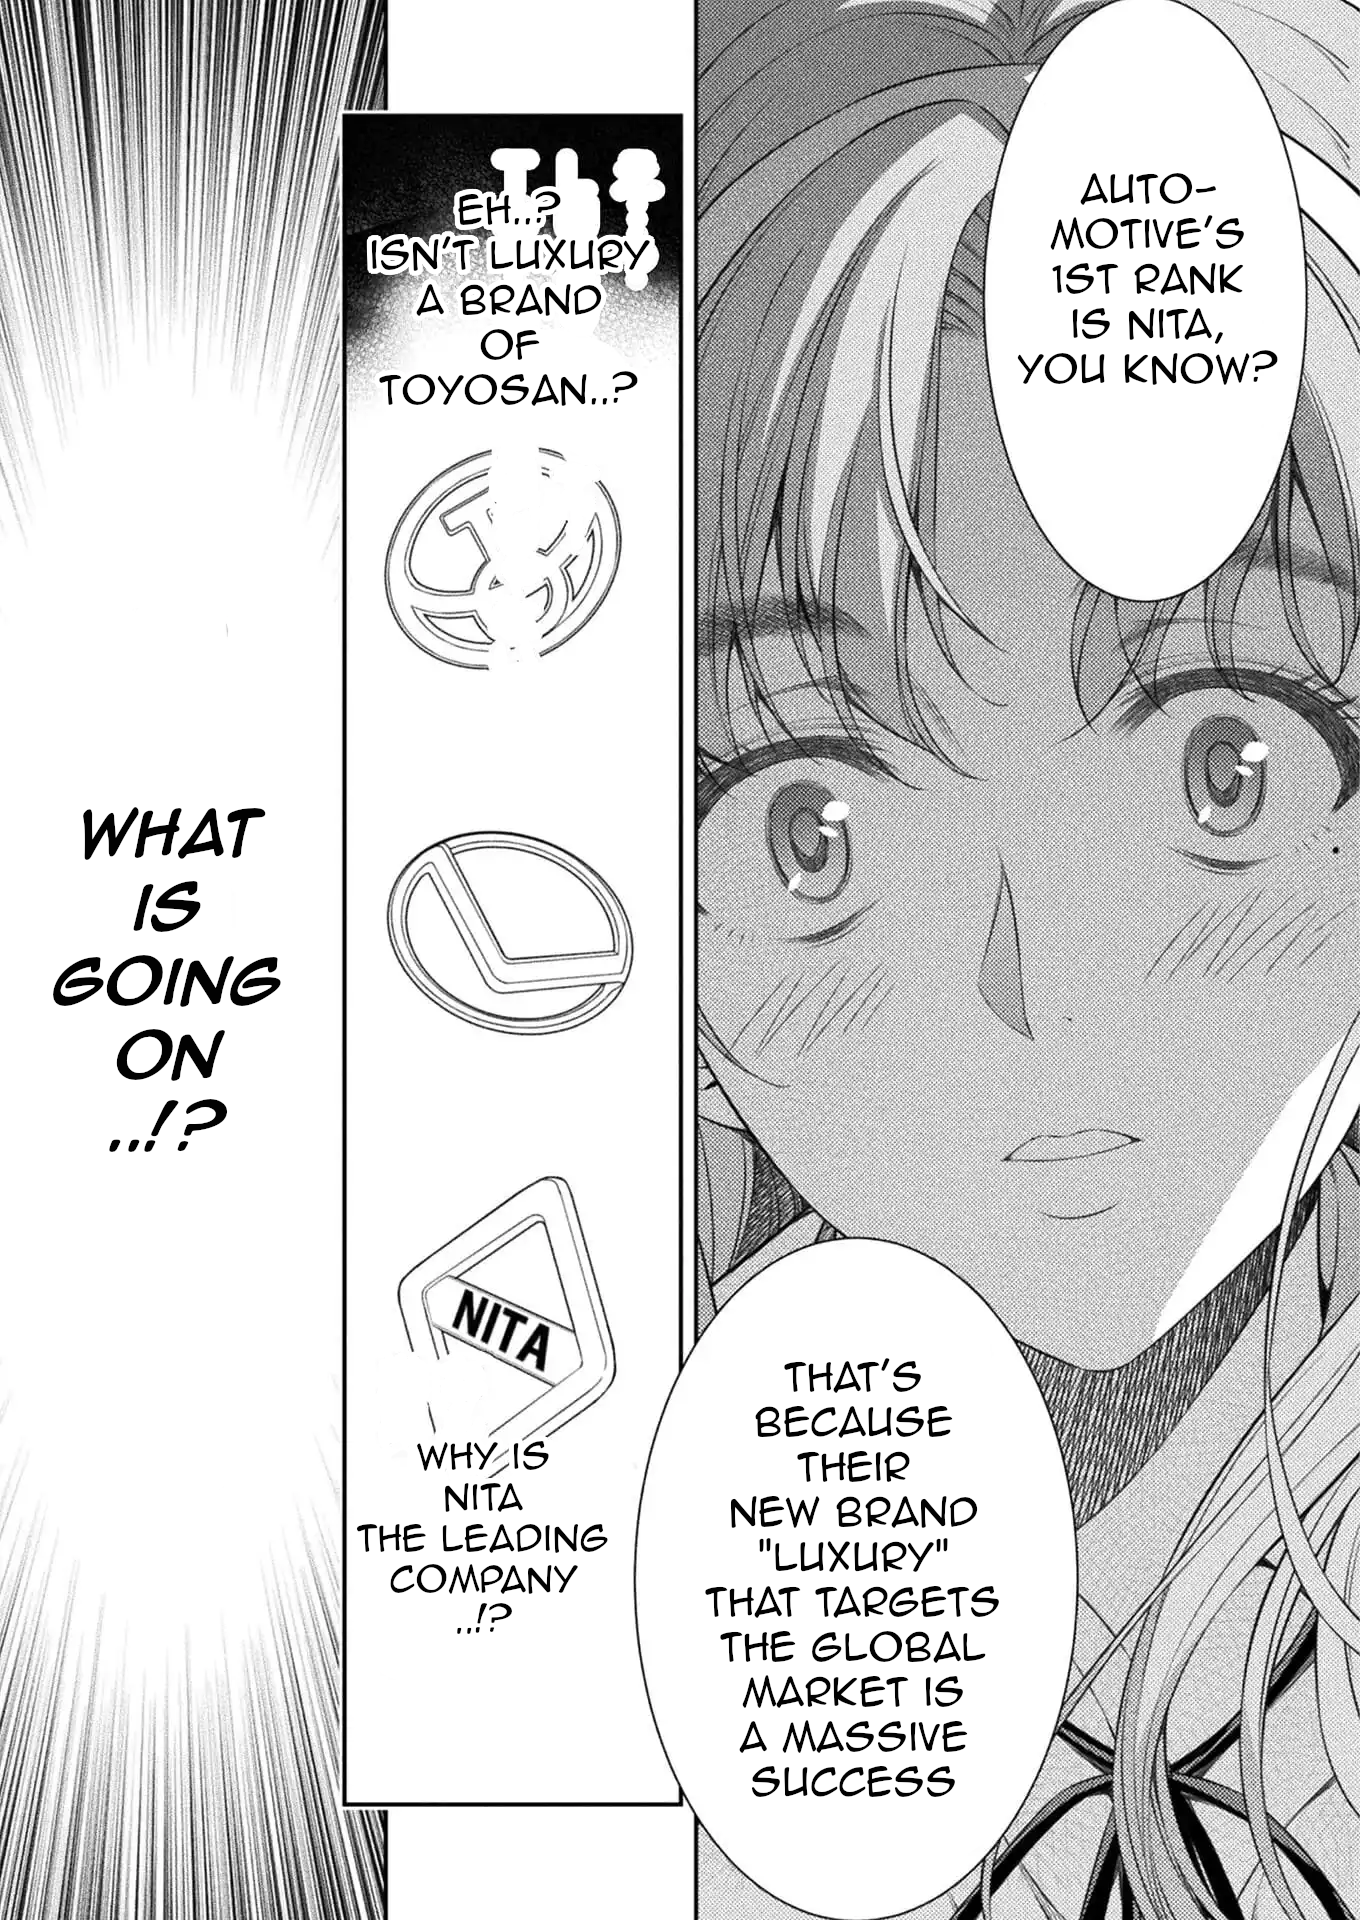 AUTO-
MOTIVE'S
1ST RANK
IS NITA,
YOU KNOW?
THAT'S
BECAUSE
THEIR
NEW BRAND
"LUXURY"
THAT TARGETS
THE GLOBAL
MARKET IS
A MASSIVE
SUCCESS
EH..?
ISN'T LUXURY
A BRAND
OF
TOYOSAN..?
NITA
WHY IS
NITA
THE LEADING
COMPANY
..!?
WHAT
IS
GOING
ON
..!?